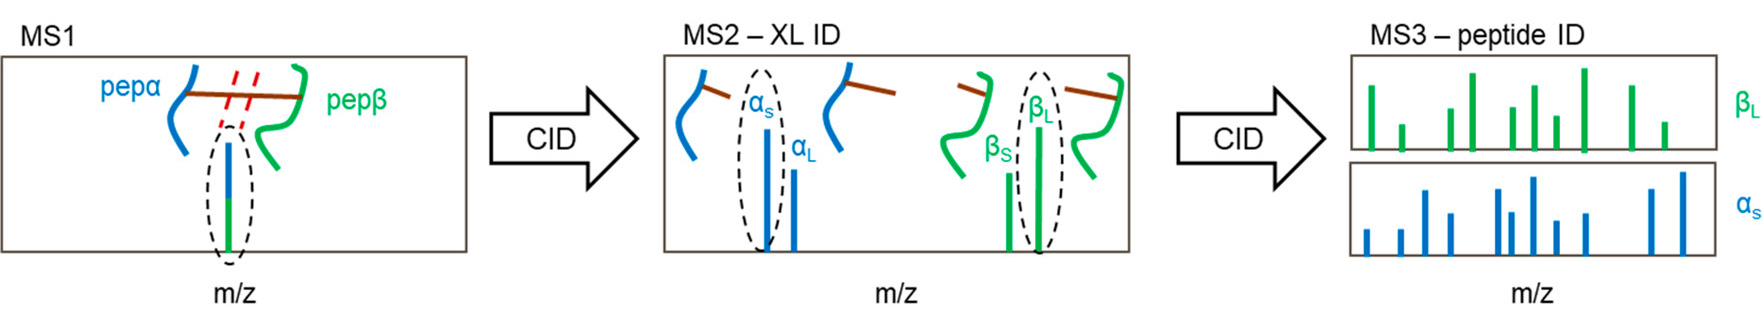 MS1
pepα
pepβ
m/z
CID
MS2 – XL ID
αs
αL
βS
βL
m/z
CID
MS3 – peptide ID
βL
αs
m/z